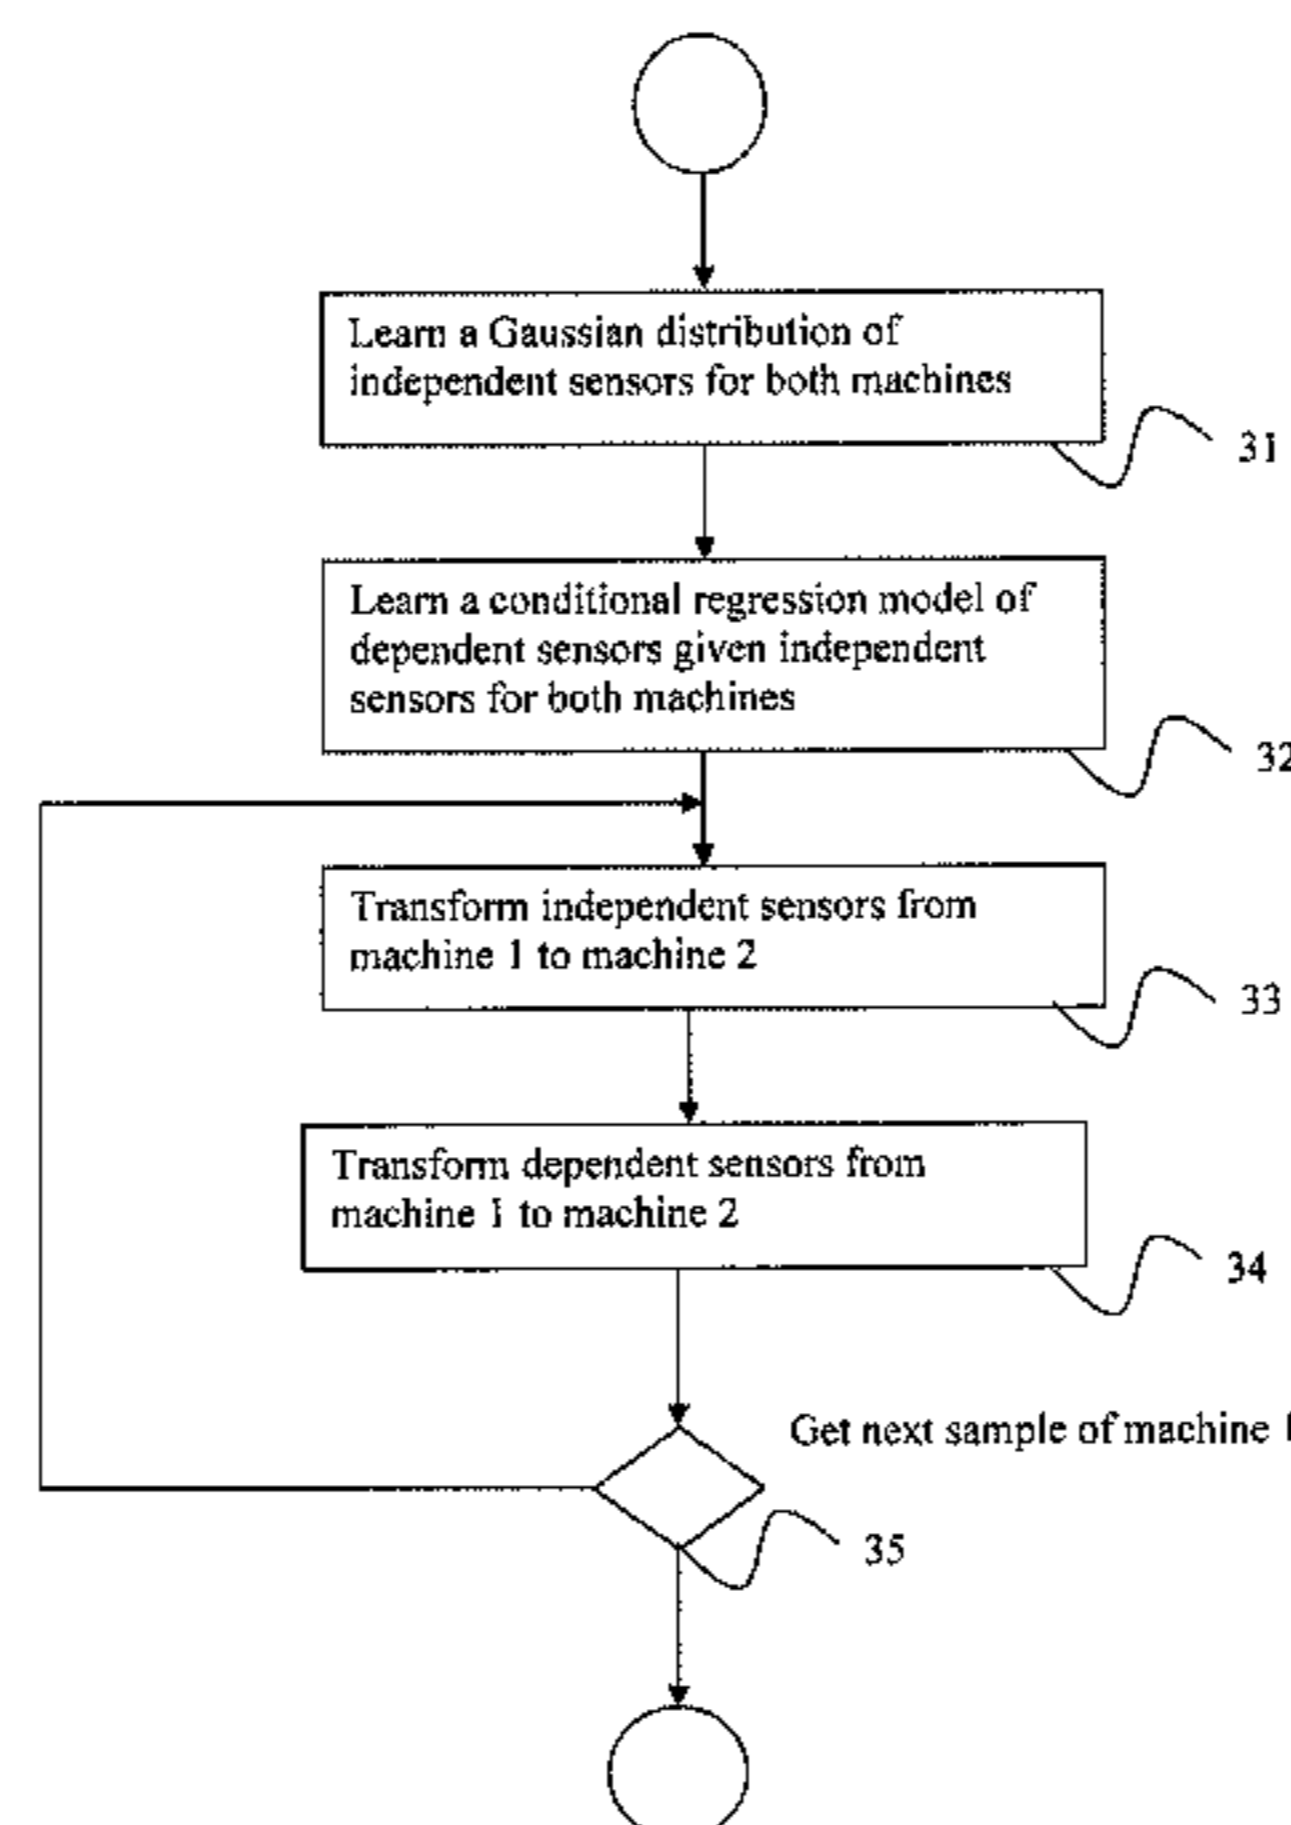 Learn a Gaussian distribution of
independent sensors for both machines
31
Learn a conditional regression model of
dependent sensors given independent
sensors for both machines
32
Transform independent sensors from
machine 1 to machine 2
33
Transform dependent sensors from
machine 1 to machine 2
34
Get next sample of machine
35